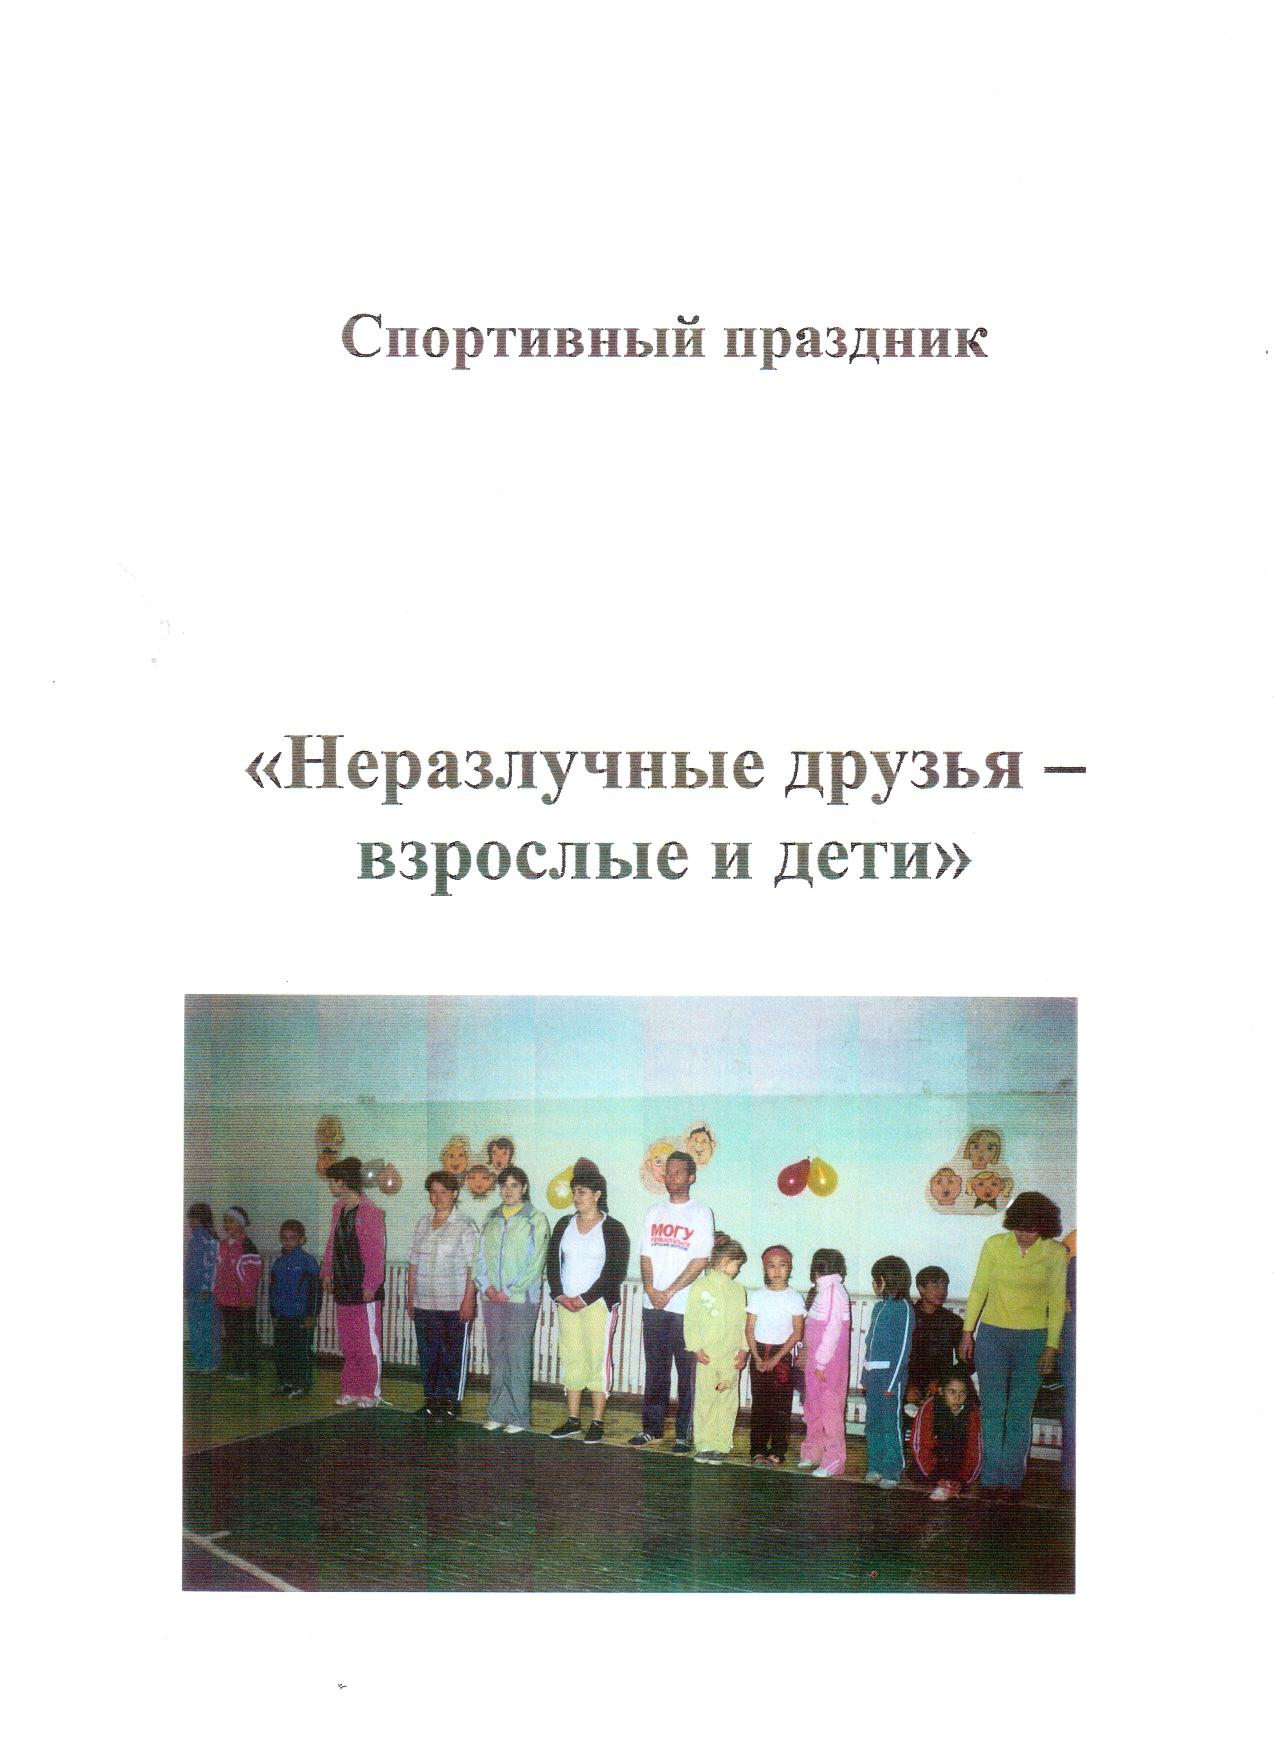 Спортивный праздник
«Неразлучные друзья –
взрослые и дети»
МОГУ